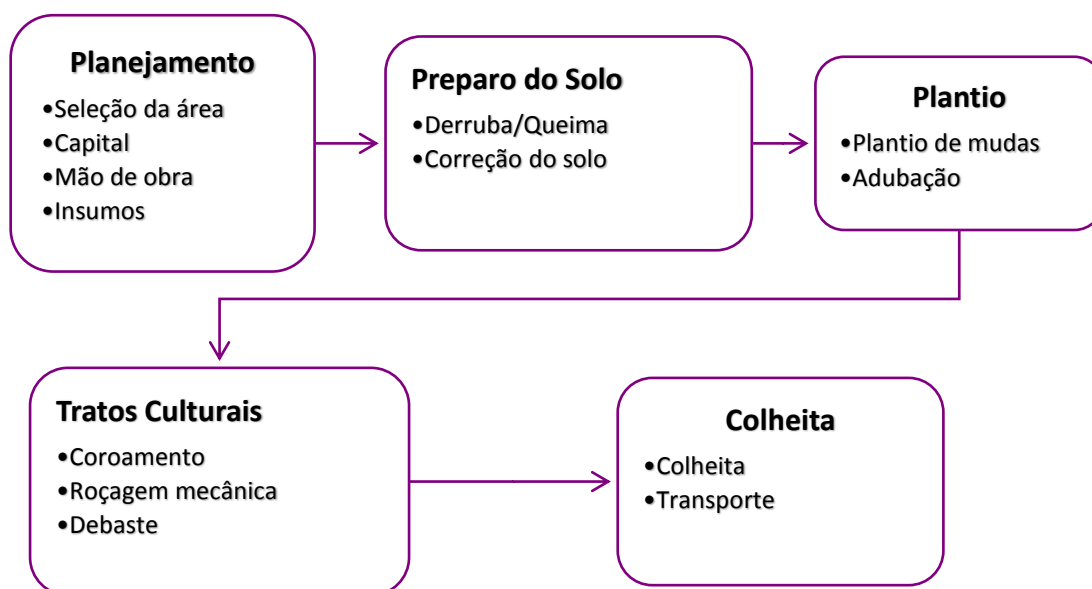 Planejamento
•Seleção da área
•Capital
•Mão de obra
•Insumos
Preparo do Solo
•Derruba/Queima
•Correção do solo
Plantio
•Plantio de mudas
•Adubação
Tratos Culturais
•Coroamento
•Roçagem mecânica
•Debaste
Colheita
•Colheita
•Transporte